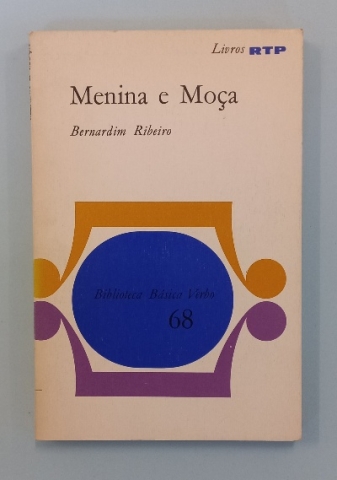 Livros RTP
Menina e Moça
Bernardim Ribeiro
Biblioteca Básica Verbo
68